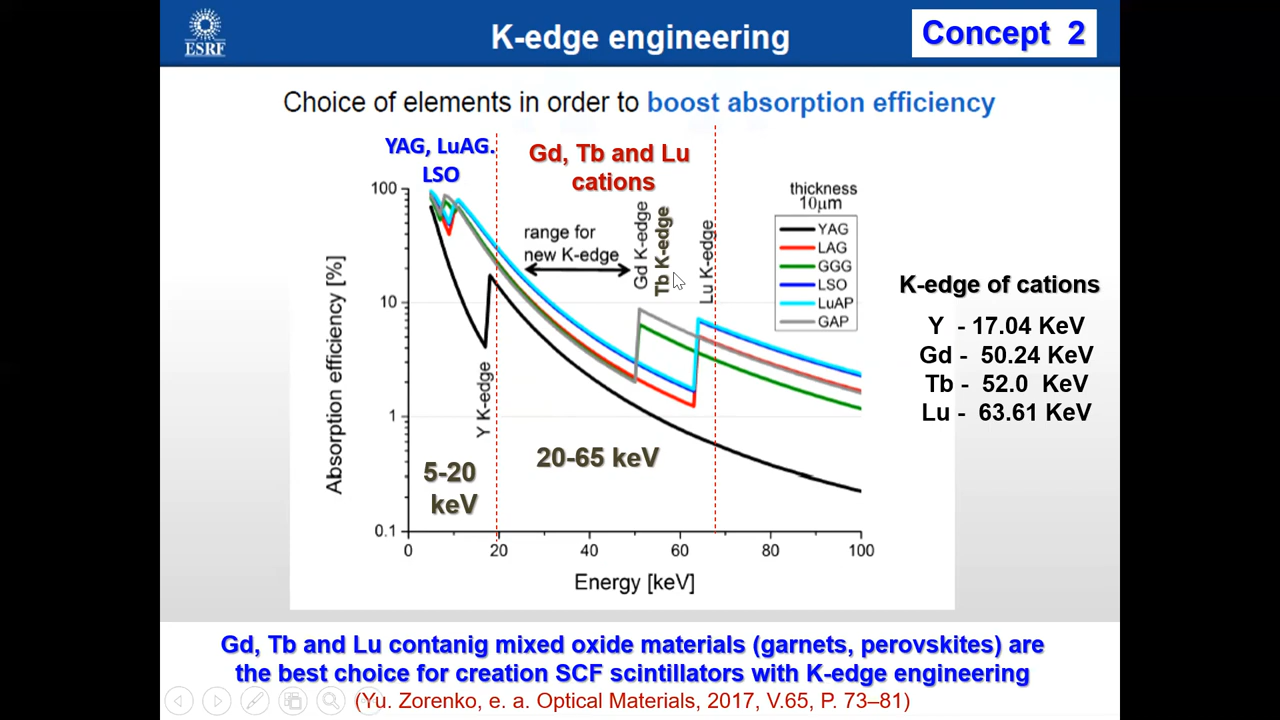 ESRF
K-edge engineering
Concept 2
Choice of elements in order to boost absorption efficiency
YAG, LuAG.
LSO
Gd, Tb and Lu
cations
range for
new K-edge
Gd K-edge
Tb K-edge
Lu K-edge
Y K-edge
thickness
10μm
YAG
LAG
GGG
LSO
LuAP
GAP
Absorption efficiency [%]
100
10
1
0.1
5-20
keV
20-65 keV
0
20
40
60
80
100
Energy [keV]
K-edge of cations
Y - 17.04 KeV
Gd - 50.24 KeV
Tb - 52.0 KeV
Lu - 63.61 KeV
Gd, Tb and Lu contanig mixed oxide materials (garnets, perovskites) are
the best choice for creation SCF scintillators with K-edge engineering
(Yu. Zorenko, e. a. Optical Materials, 2017, V.65, P. 73–81)